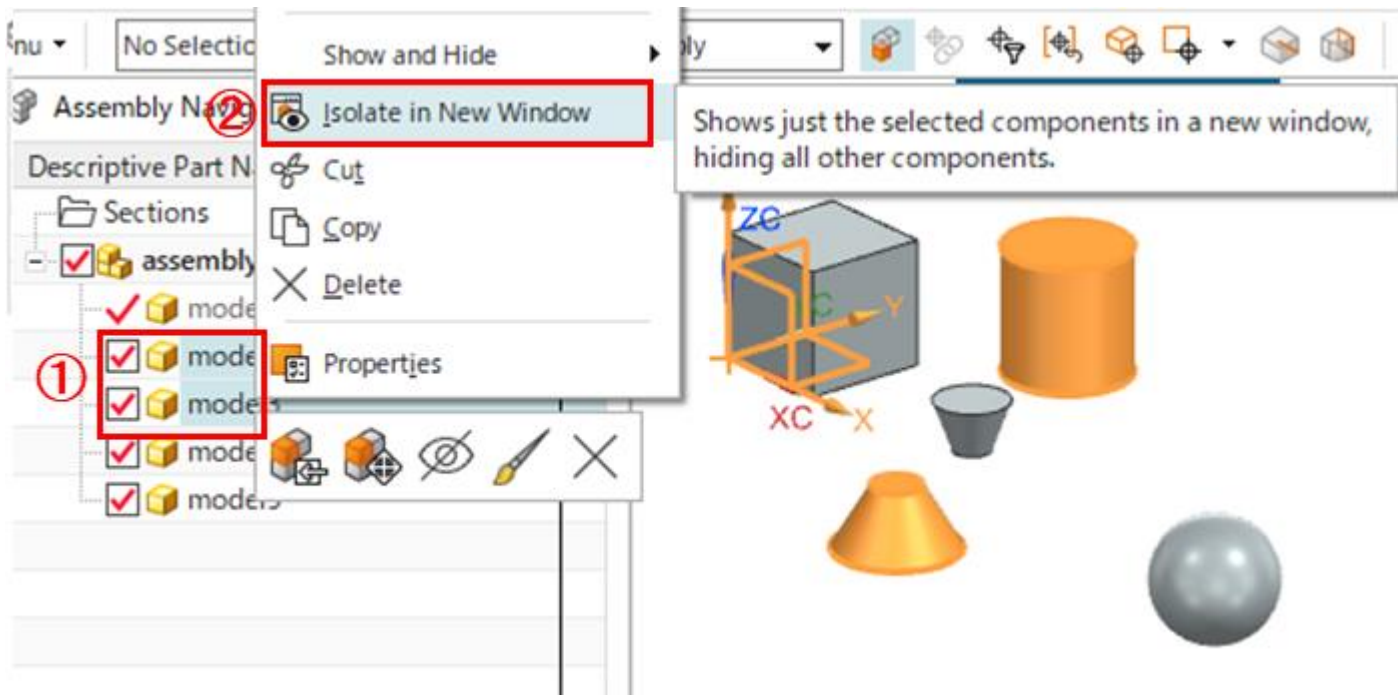 nu
No Selectio
ply
Show and Hide
Assembly Navig
②
Isolate in New Window
Shows just the selected components in a new window,
hiding all other components.
Descriptive Part N
Cut
Sections
Copy
assembly
Delete
mode
①
mode
Properties
mode
mode
mode
ZC
Y
XC
X